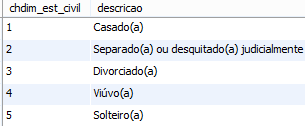 chdim_est_civil descricao
1 Casado(a)
2 Separado(a) ou desquitado(a) judicialmente
3 Divorciado(a)
4 Viúvo(a)
5 Solteiro(a)